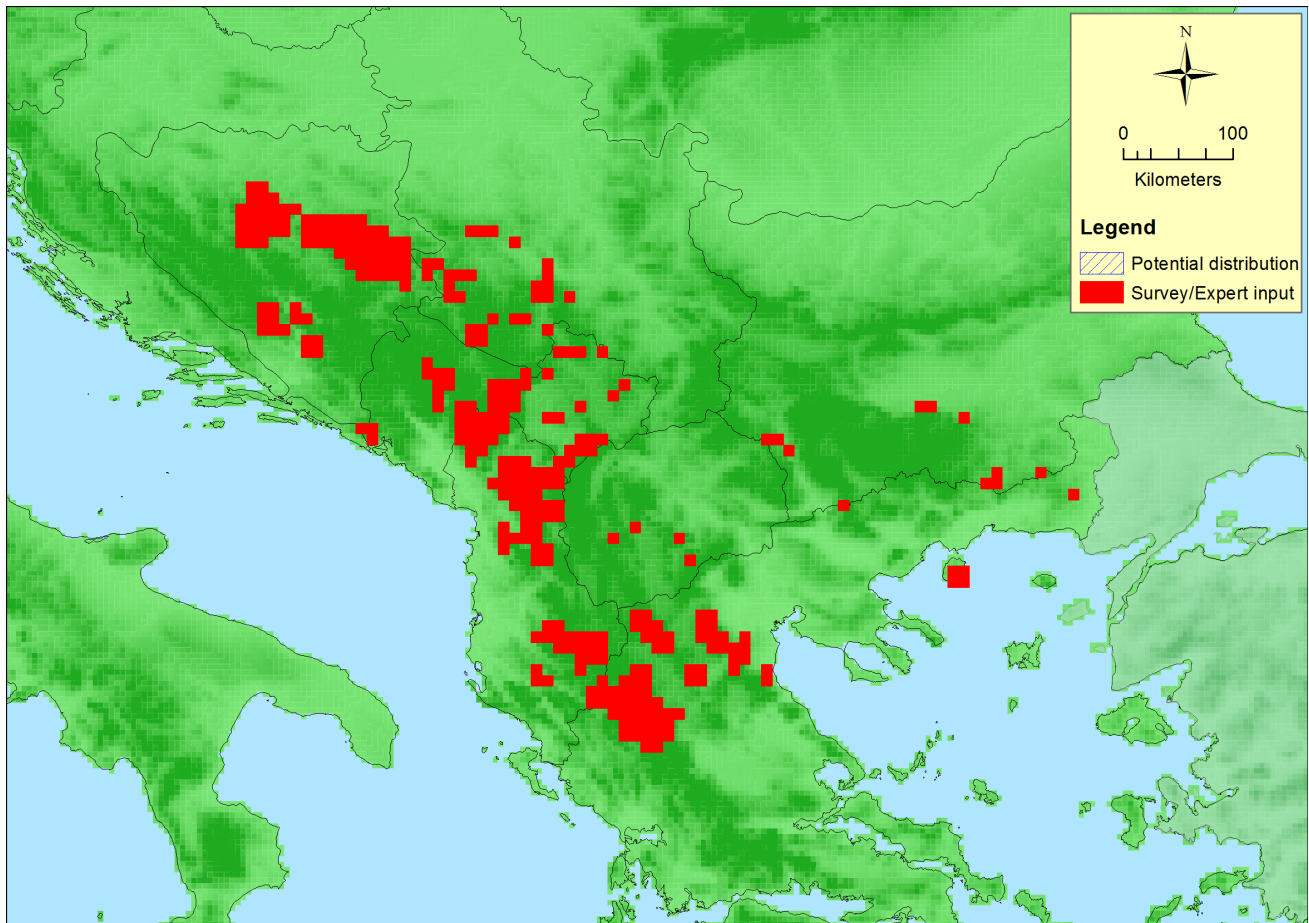 N
0 100
Kilometers
Legend
Potential distribution
Survey/Expert input